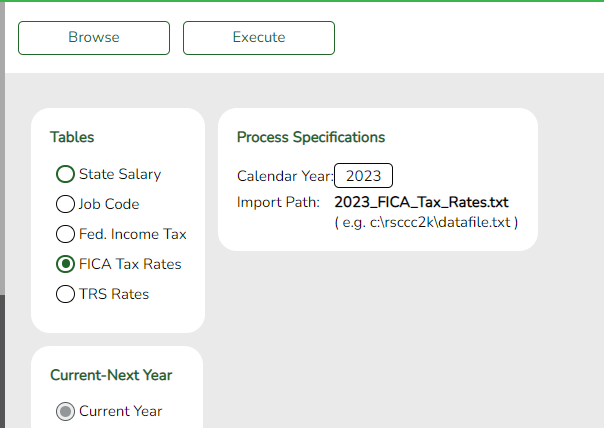 Browse
Execute
Tables
State Salary
Job Code
Fed. Income Tax
FICA Tax Rates
TRS Rates
Process Specifications
Calendar Year: 2023
Import Path: 2023_FICA_Tax_Rates.txt
( e.g. c:\rsccc2k\datafile.txt )
Current-Next Year
Current Year